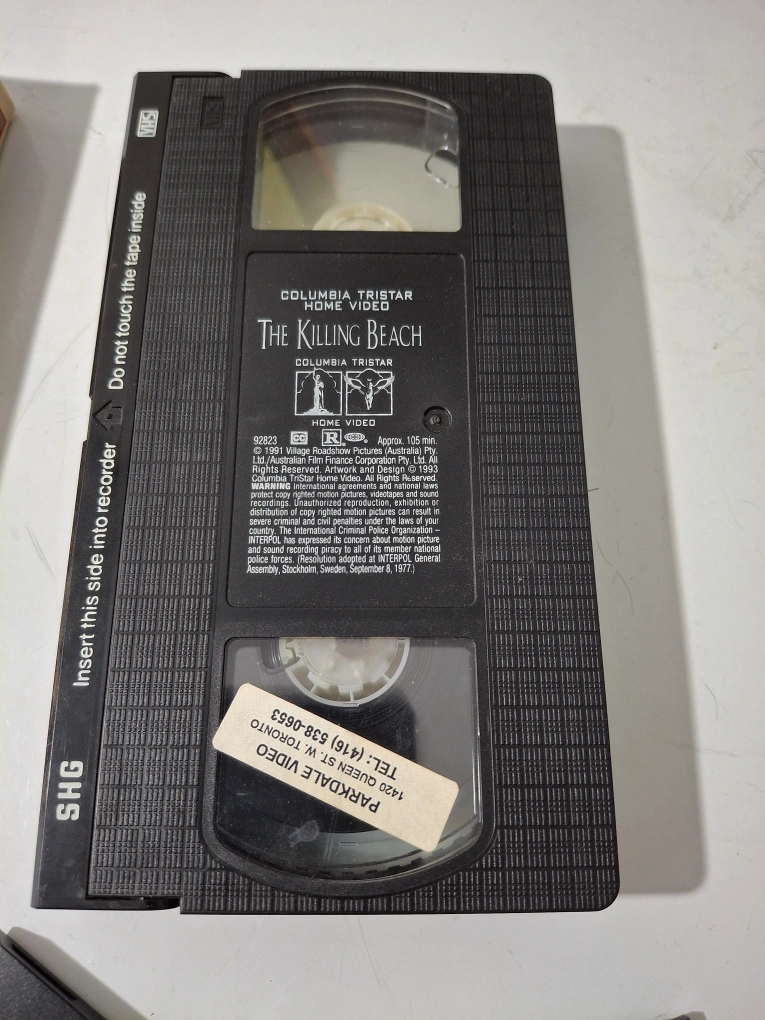 VHS
Do not touch the tape inside
Insert this side into recorder
SHG
COLUMBIA TRISTAR
HOME VIDEO
THE KILLING BEACH
COLUMBIA TRISTAR
HOME VIDEO
92823 CC R Approx. 105 min.
© 1991 Village Roadshow Pictures (Australia) Pty.
Ltd./Australian Film Finance Corporation Pty. Ltd. All
Rights Reserved. Artwork and Design © 1993
Columbia TriStar Home Video. All Rights Reserved.
WARNING International agreements and national laws
protect copy righted motion pictures, videotapes and sound
recordings. Unauthorized reproduction, exhibition or
distribution of copy righted motion pictures can result in
severe criminal and civil penalties under the laws of your
country. The International Criminal Police Organization –
INTERPOL has expressed its concern about motion picture
and sound recording piracy to all of its member national
police forces. (Resolution adopted at INTERPOL General
Assembly, Stockholm, Sweden, September 8, 1977.)
PARKDALE VIDEO
1420 QUEEN ST. W. TORONTO
TEL: (416) 538-0653